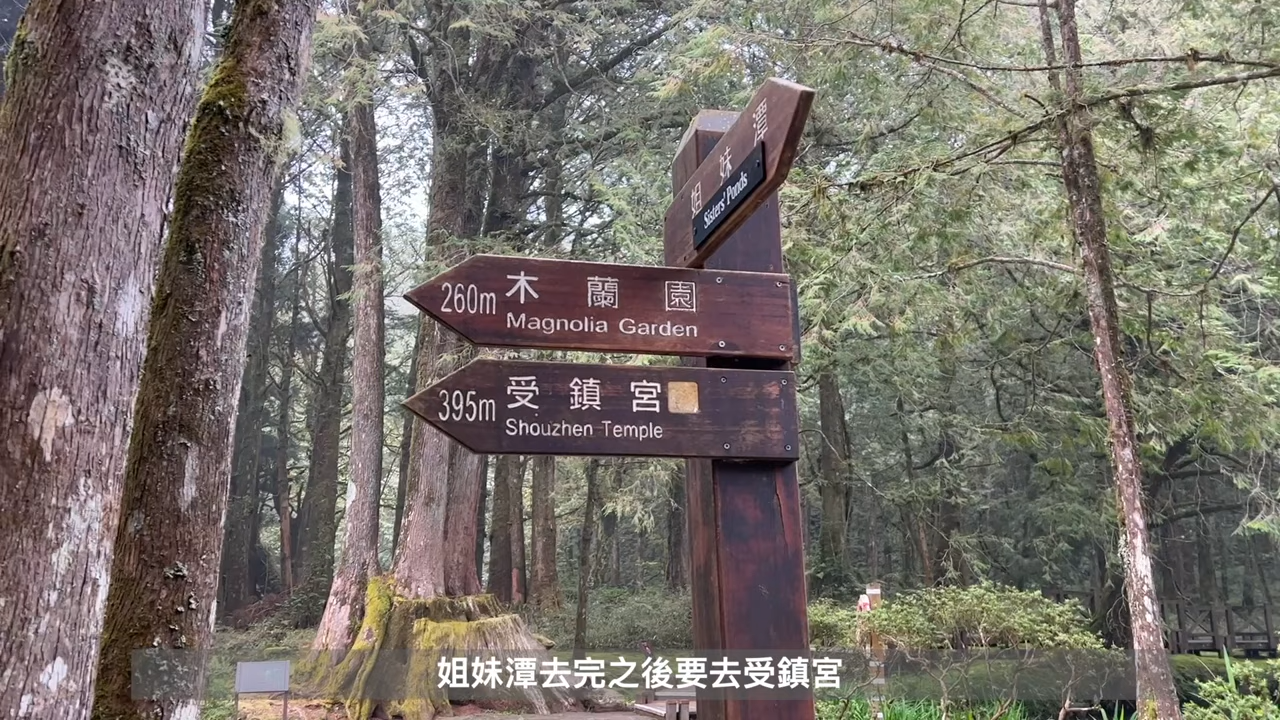 姐妹潭
Sisters' Ponds
260m 木蘭園
Magnolia Garden
395m 受鎮宮
Shouzhen Temple
姐妹潭去完之後要去受鎮宮